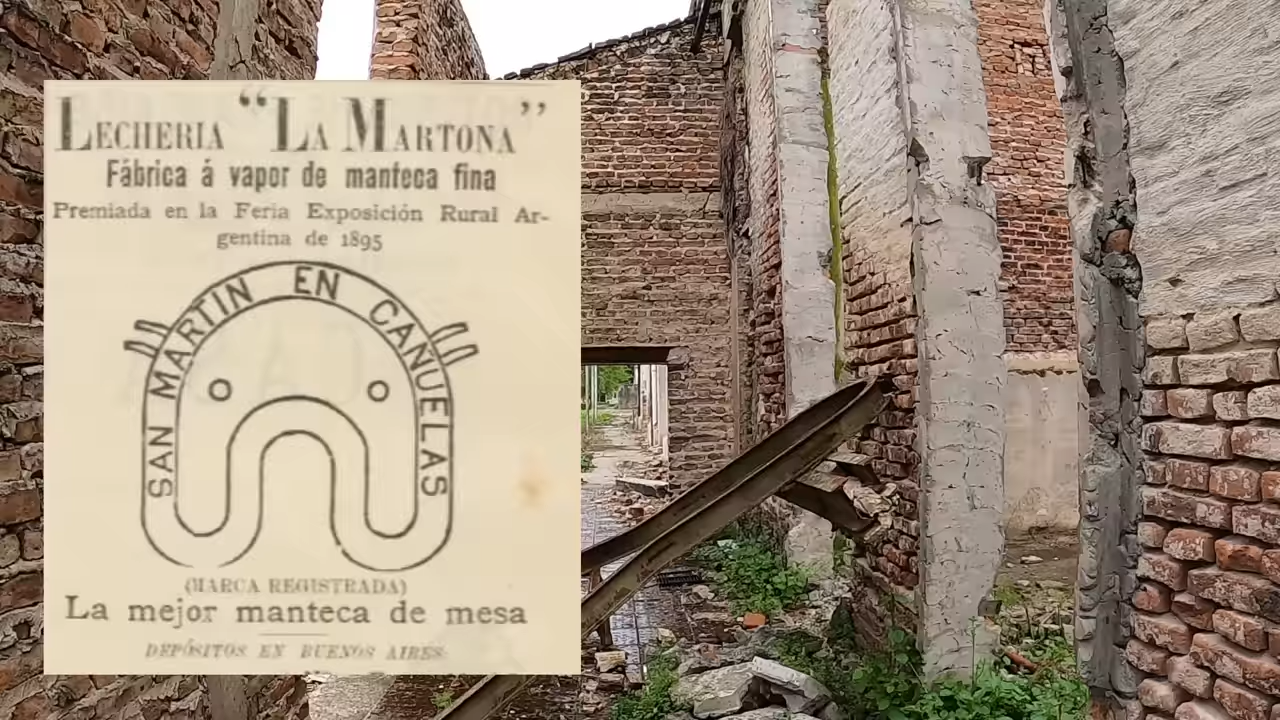 LECHERIA "LA MARTONA"
Fábrica á vapor de manteca fina
Premiada en la Feria Exposición Rural Ar-
gentina de 1895
SAN MARTIN EN CAÑUELAS
(MARCA REGISTRADA)
La mejor manteca de mesa
DEPÓSITOS EN BUENOS AIRES